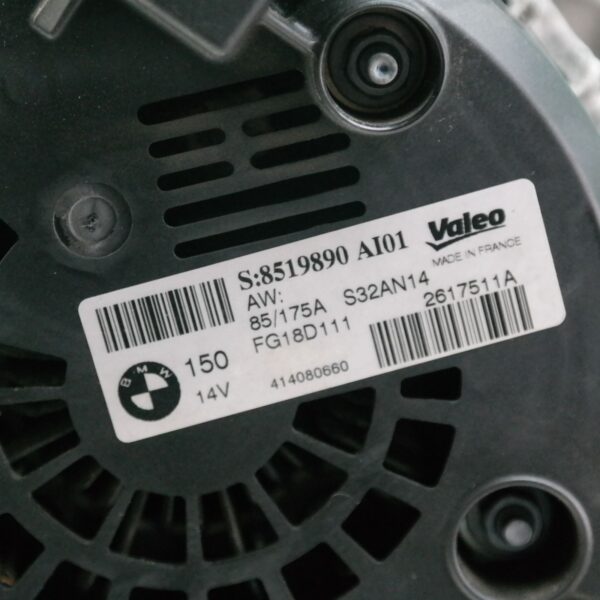 S:8519890 AI01
Valeo
MADE IN FRANCE
AW:
85/175A S32AN14
2617511A
FG18D111
BMW
150
14V
414080660